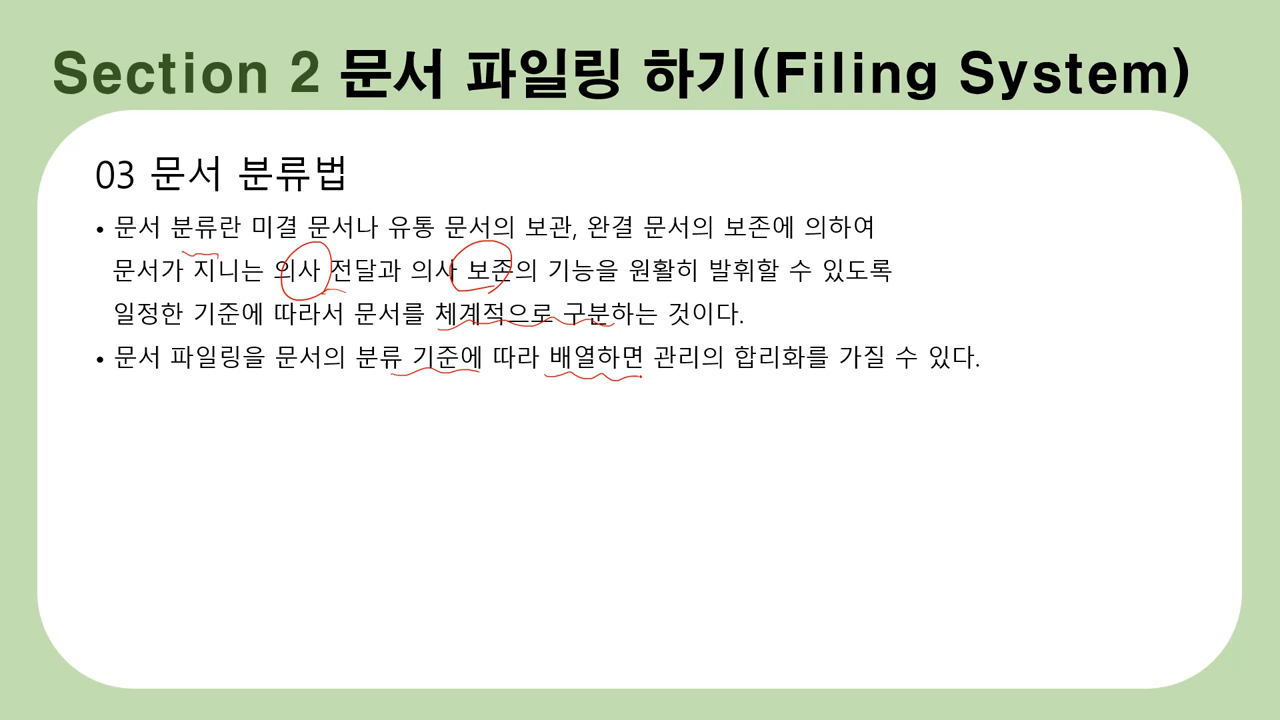 Section 2 문서 파일링 하기(Filing System)
03 문서 분류법
• 문서 분류란 미결 문서나 유통 문서의 보관, 완결 문서의 보존에 의하여
문서가 지니는 의사 전달과 의사 보존의 기능을 원활히 발휘할 수 있도록
일정한 기준에 따라서 문서를 체계적으로 구분하는 것이다.
• 문서 파일링을 문서의 분류 기준에 따라 배열하면 관리의 합리화를 가질 수 있다.